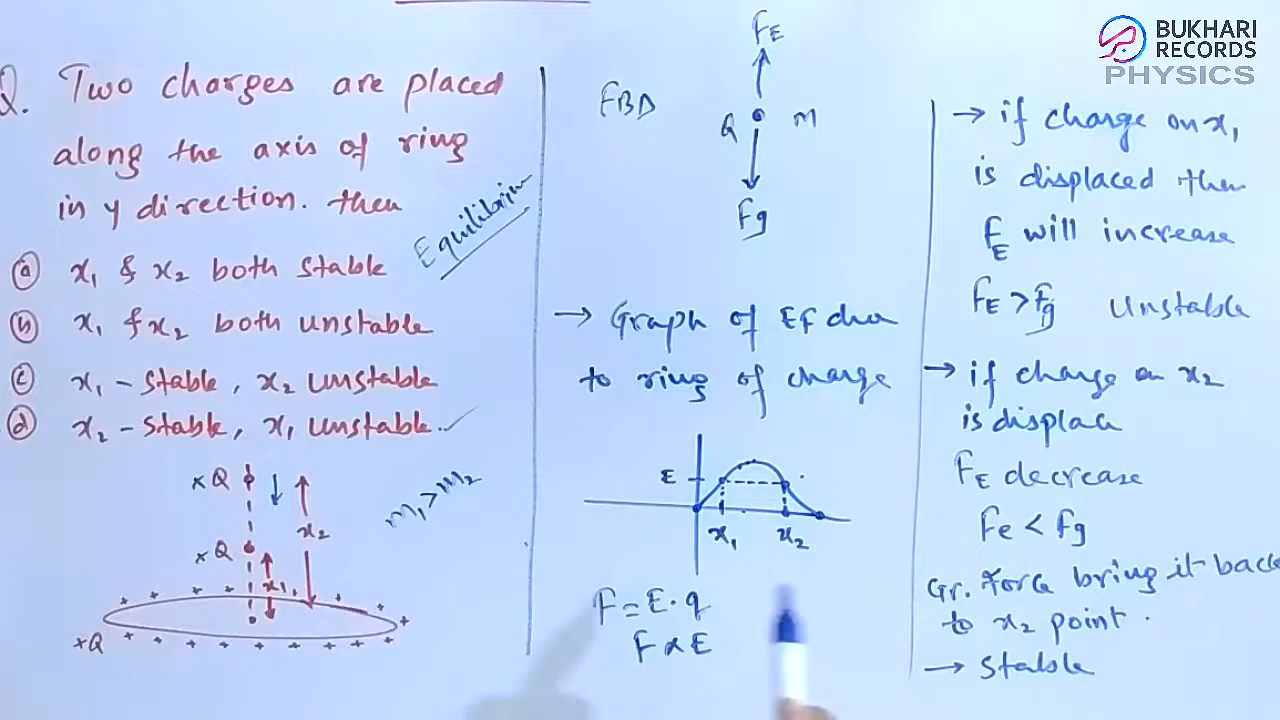 BUKHARI
RECORDS
PHYSICS
Q. Two charges are placed
along the axis of ring
in y direction. then
Equilibrium
(a) x₁ & x₂ both stable
(b) x₁ & x₂ both unstable
(c) x₁ - stable, x₂ unstable
(d) x₂ - stable, x₁ unstable. ✓
+Q
x₂
m₁ > m₂
+Q
x₁
+ + + + + + + +
+Q + + + + + + + +
FBD
F_E
Q M
Fg
→ Graph of EF due
to ring of charge
E
x₁ x₂
F = E · q
F ∝ E
→ if charge on x₁
is displaced then
F_E will increase
F_E > Fg Unstable
→ if charge on x₂
is displace
F_E decrease
Fe < Fg
Gr. force bring it back
to x₂ point.
→ stable